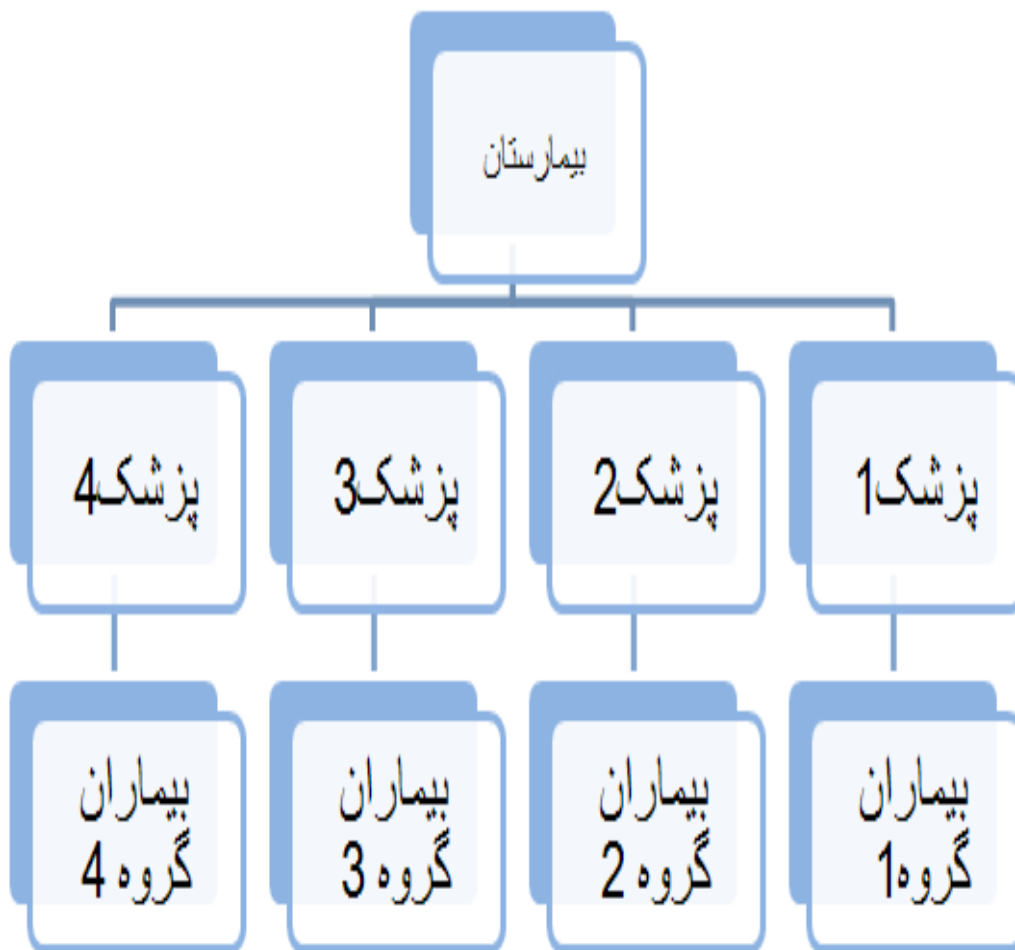 بیمارستان
پزشک1
پزشک2
پزشک3
پزشک4
بیماران
گروه1
بیماران
گروه 2
بیماران
گروه 3
بیماران
گروه 4